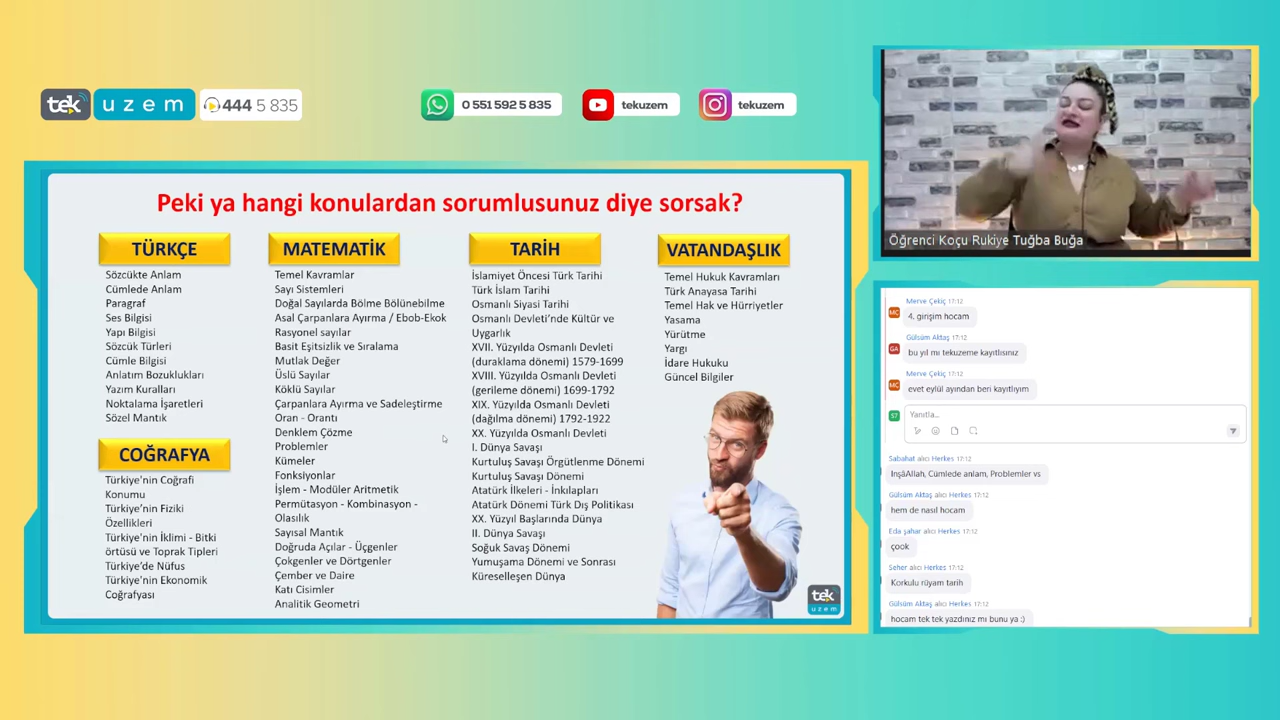 tek uzem 444 5 835
0 551 592 5 835
tekuzem
tekuzem
Peki ya hangi konulardan sorumlusunuz diye sorsak?
TÜRKÇE
Sözcükte Anlam
Cümlede Anlam
Paragraf
Ses Bilgisi
Yapı Bilgisi
Sözcük Türleri
Cümle Bilgisi
Anlatım Bozuklukları
Yazım Kuralları
Noktalama İşaretleri
Sözel Mantık
COĞRAFYA
Türkiye'nin Coğrafi
Konumu
Türkiye'nin Fiziki
Özellikleri
Türkiye'nin İklimi - Bitki
örtüsü ve Toprak Tipleri
Türkiye'de Nüfus
Türkiye'nin Ekonomik
Coğrafyası
MATEMATİK
Temel Kavramlar
Sayı Sistemleri
Doğal Sayılarda Bölme Bölünebilme
Asal Çarpanlara Ayırma / Ebob-Ekok
Rasyonel sayılar
Basit Eşitsizlik ve Sıralama
Mutlak Değer
Üslü Sayılar
Köklü Sayılar
Çarpanlara Ayırma ve Sadeleştirme
Oran - Orantı
Denklem Çözme
Problemler
Kümeler
Fonksiyonlar
İşlem - Modüler Aritmetik
Permütasyon - Kombinasyon -
Olasılık
Sayısal Mantık
Doğruda Açılar - Üçgenler
Çokgenler ve Dörtgenler
Çember ve Daire
Katı Cisimler
Analitik Geometri
TARİH
İslamiyet Öncesi Türk Tarihi
Türk İslam Tarihi
Osmanlı Siyasi Tarihi
Osmanlı Devleti'nde Kültür ve
Uygarlık
XVII. Yüzyılda Osmanlı Devleti
(duraklama dönemi) 1579-1699
XVIII. Yüzyılda Osmanlı Devleti
(gerileme dönemi) 1699-1792
XIX. Yüzyılda Osmanlı Devleti
(dağılma dönemi) 1792-1922
XX. Yüzyılda Osmanlı Devleti
I. Dünya Savaşı
Kurtuluş Savaşı Örgütlenme Dönemi
Kurtuluş Savaşı Dönemi
Atatürk İlkeleri - İnkılapları
Atatürk Dönemi Türk Dış Politikası
XX. Yüzyıl Başlarında Dünya
II. Dünya Savaşı
Soğuk Savaş Dönemi
Yumuşama Dönemi ve Sonrası
Küreselleşen Dünya
VATANDAŞLIK
Temel Hukuk Kavramları
Türk Anayasa Tarihi
Temel Hak ve Hürriyetler
Yasama
Yürütme
Yargı
İdare Hukuku
Güncel Bilgiler
tek
uzem
Öğrenci Koçu Rukiye Tuğba Buğa
Merve Çekiç 17:12
MÇ 4. girişim hocam
Gülsüm Aktaş 17:12
GA bu yıl mı tekuzeme kayıtlısınız
Merve Çekiç 17:12
MÇ evet eylül ayından beri kayıtlıyım
Yanıtla...
Sabahat alıcı Herkes 17:12
InşâAllah, Cümlede anlam, Problemler vs
Gülsüm Aktaş alıcı Herkes 17:12
hem de nasıl hocam
Eda şahar alıcı Herkes 17:12
çook
Seher alıcı Herkes 17:12
Korkulu rüyam tarih
Gülsüm Aktaş alıcı Herkes 17:12
hocam tek tek yazdınız mı bunu ya :)